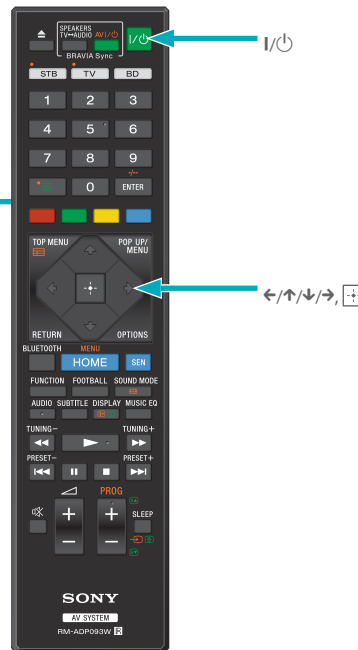 SPEAKERS
TV↔AUDIO AV I/⏻
I/⏻
BRAVIA Sync
I/⏻
STB TV BD
1 2 3
4 5 6
7 8 9
-/--
0 ENTER
TOP MENU POP UP/
MENU
←/↑/↓/→,
RETURN OPTIONS
BLUETOOTH MENU
HOME SEN
FUNCTION FOOTBALL SOUND MODE
AUDIO SUBTITLE DISPLAY MUSIC EQ
TUNING– TUNING+
PRESET– PRESET+
PROG
+ + SLEEP
– –
SONY
AV SYSTEM
RM-ADP093W R